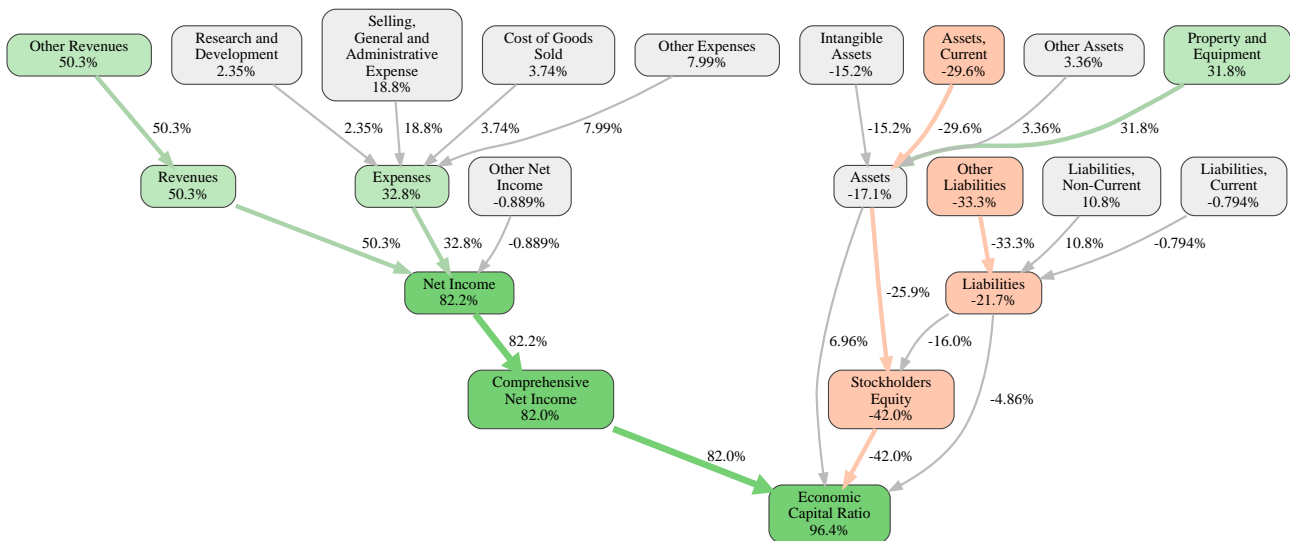 Other Revenues
50.3%
Research and
Development
2.35%
Selling,
General and
Administrative
Expense
18.8%
Cost of Goods
Sold
3.74%
Other Expenses
7.99%
Intangible
Assets
-15.2%
Assets,
Current
-29.6%
Other Assets
3.36%
Property and
Equipment
31.8%
50.3%
2.35%
18.8%
3.74%
7.99%
-15.2%
-29.6%
3.36%
31.8%
Revenues
50.3%
Expenses
32.8%
Other Net
Income
-0.889%
Assets
-17.1%
Other
Liabilities
-33.3%
Liabilities,
Non-Current
10.8%
Liabilities,
Current
-0.794%
50.3%
32.8%
-0.889%
-33.3%
10.8%
-0.794%
Net Income
82.2%
-25.9%
Liabilities
-21.7%
82.2%
6.96%
-16.0%
Comprehensive
Net Income
82.0%
Stockholders
Equity
-42.0%
-4.86%
82.0%
-42.0%
Economic
Capital Ratio
96.4%